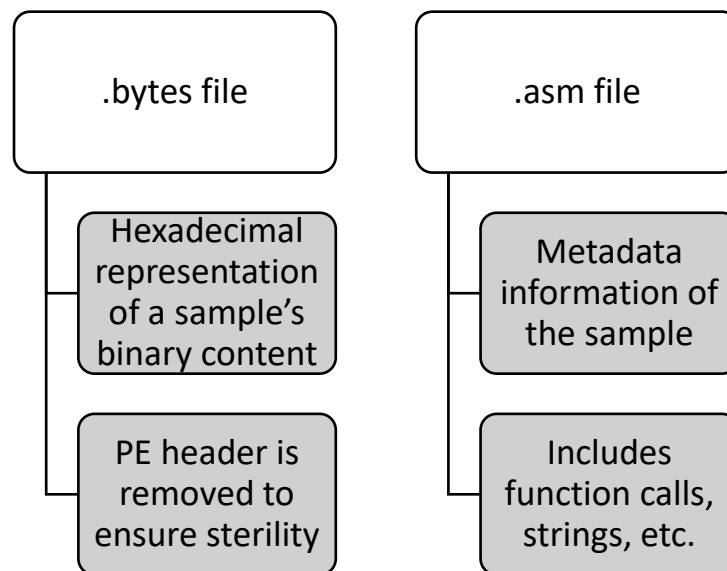 .bytes file
Hexadecimal
representation
of a sample’s
binary content
PE header is
removed to
ensure sterility
.asm file
Metadata
information of
the sample
Includes
function calls,
strings, etc.